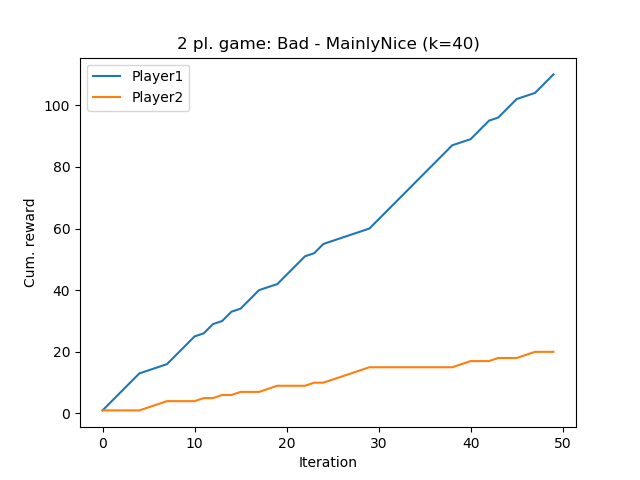 2 pl. game: Bad - MainlyNice (k=40)
Player1
Player2
100
80
60
40
20
0
Cum. reward
0 10 20 30 40 50
Iteration